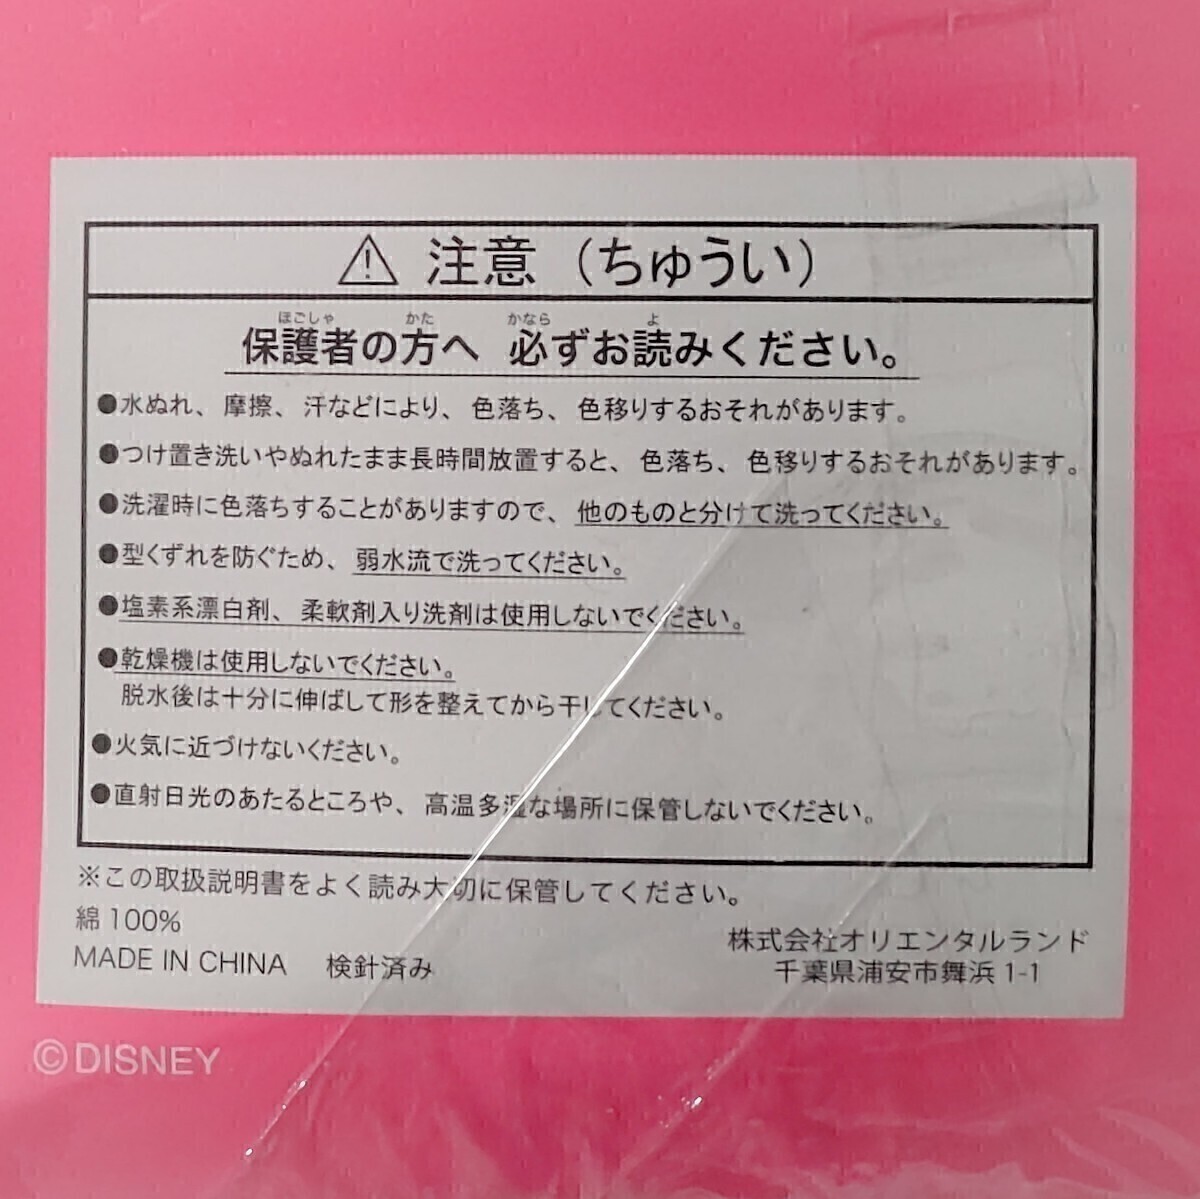 ⚠ 注意（ちゅうい）
ほごしゃ かた かなら よ
保護者の方へ 必ずお読みください。
●水ぬれ、摩擦、汗などにより、色落ち、色移りするおそれがあります。
●つけ置き洗いやぬれたまま長時間放置すると、色落ち、色移りするおそれがあります。
●洗濯時に色落ちすることがありますので、他のものと分けて洗ってください。
●型くずれを防ぐため、弱水流で洗ってください。
●塩素系漂白剤、柔軟剤入り洗剤は使用しないでください。
●乾燥機は使用しないでください。
脱水後は十分に伸ばして形を整えてから干してください。
●火気に近づけないください。
●直射日光のあたるところや、高温多湿な場所に保管しないでください。
※この取扱説明書をよく読み大切に保管してください。
綿100%
MADE IN CHINA 検針済み
株式会社オリエンタルランド
千葉県浦安市舞浜1-1
©DISNEY